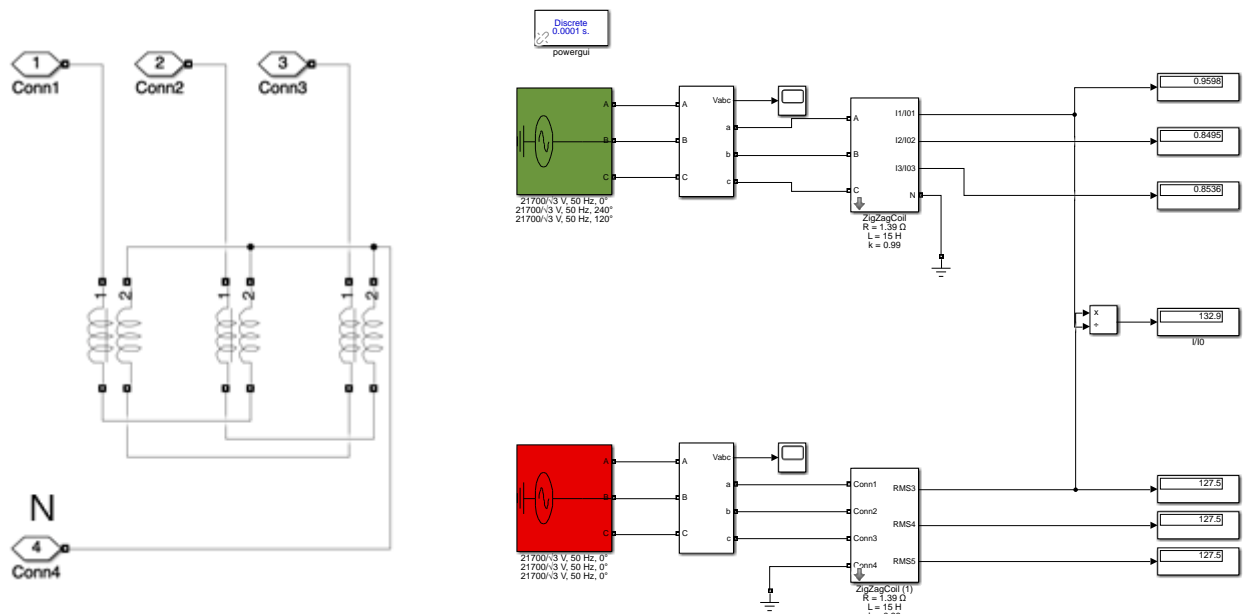 1
Conn1
2
Conn2
3
Conn3
1
2
1
2
1
2
N
4
Conn4
Discrete
0.0001 s.
powergui
A
B
C
21700/√3 V, 50 Hz, 0°
21700/√3 V, 50 Hz, 240°
21700/√3 V, 50 Hz, 120°
A
B
C
Vabc
a
b
c
A
B
C
I1/I01
I2/I02
I3/I03
N
ZigZagCoil
R = 1.39 Ω
L = 15 H
k = 0.99
0.9598
0.8495
0.8536
x
÷
132.9
I/I0
A
B
C
21700/√3 V, 50 Hz, 0°
21700/√3 V, 50 Hz, 0°
21700/√3 V, 50 Hz, 0°
A
B
C
Vabc
a
b
c
Conn1
Conn2
Conn3
Conn4
RMS3
RMS4
RMS5
ZigZagCoil (1)
R = 1.39 Ω
L = 15 H
127.5
127.5
127.5